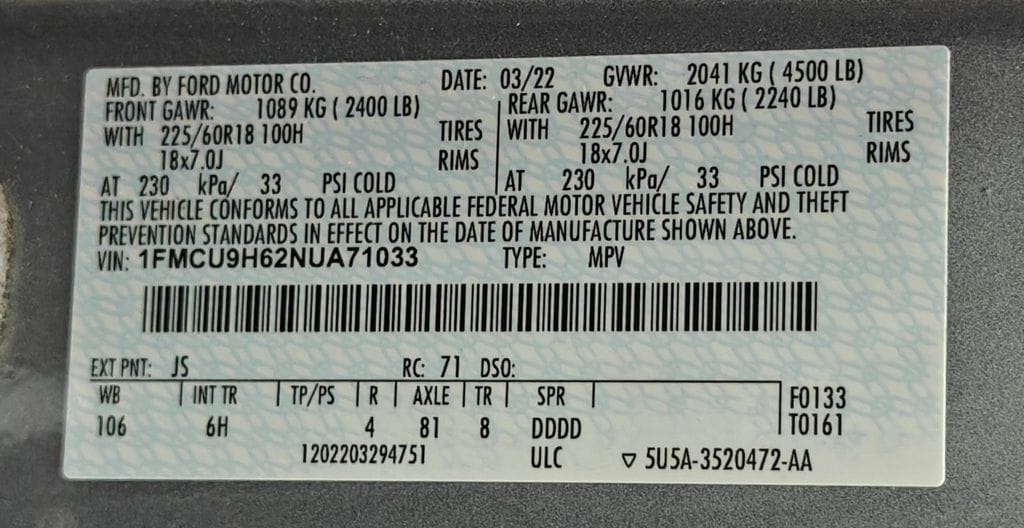 MFD. BY FORD MOTOR CO. DATE: 03/22 GVWR: 2041 KG ( 4500 LB)
FRONT GAWR: 1089 KG ( 2400 LB) REAR GAWR: 1016 KG ( 2240 LB)
WITH 225/60R18 100H TIRES WITH 225/60R18 100H TIRES
18x7.0J RIMS 18x7.0J RIMS
AT 230 kPa/ 33 PSI COLD AT 230 kPa/ 33 PSI COLD
THIS VEHICLE CONFORMS TO ALL APPLICABLE FEDERAL MOTOR VEHICLE SAFETY AND THEFT
PREVENTION STANDARDS IN EFFECT ON THE DATE OF MANUFACTURE SHOWN ABOVE.
VIN: 1FMCU9H62NUA71033 TYPE: MPV
EXT PNT: JS RC: 71 DSO:
WB INT TR TP/PS R AXLE TR SPR F0133
106 6H 4 81 8 DDDD T0161
1202203294751 ULC ▽ 5U5A-3520472-AA